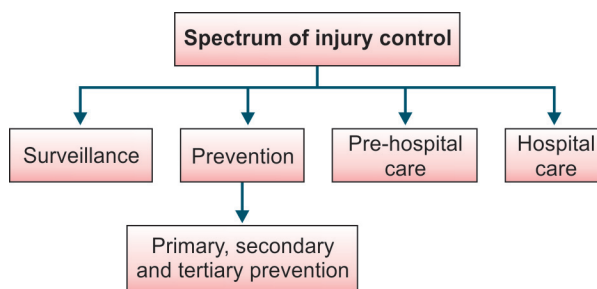 Spectrum of injury control
Surveillance
Prevention
Pre-hospital
care
Hospital
care
Primary, secondary
and tertiary prevention